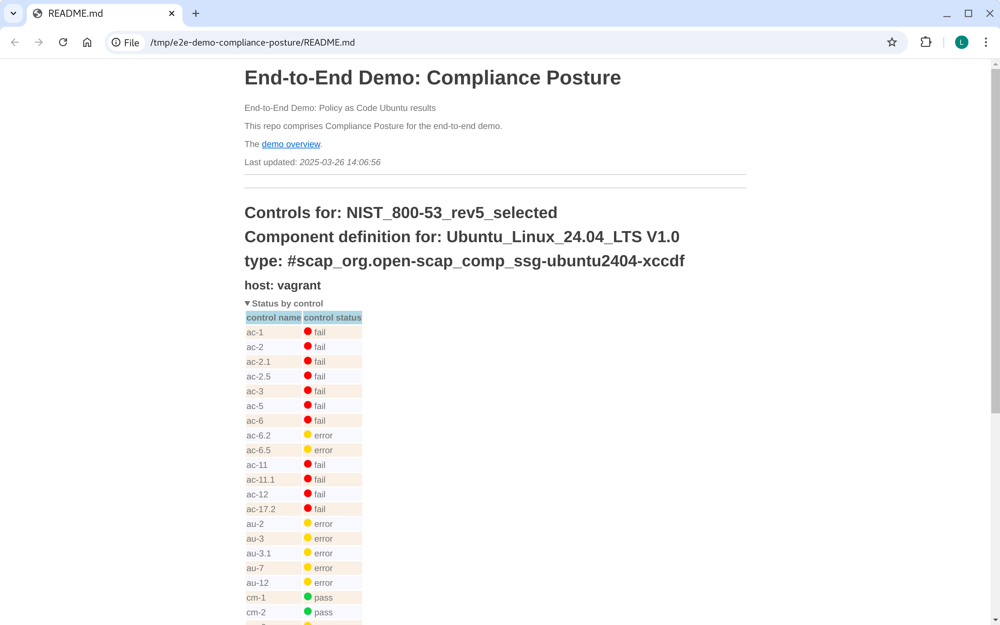 README.md
File
/tmp/e2e-demo-compliance-posture/README.md
L
End-to-End Demo: Compliance Posture
End-to-End Demo: Policy as Code Ubuntu results
This repo comprises Compliance Posture for the end-to-end demo.
The demo overview.
Last updated: 2025-03-26 14:06:56
Controls for: NIST_800-53_rev5_selected
Component definition for: Ubuntu_Linux_24.04_LTS V1.0
type: #scap_org.open-scap_comp_ssg-ubuntu2404-xccdf
host: vagrant
Status by control
control name control status
ac-1 fail
ac-2 fail
ac-2.1 fail
ac-2.5 fail
ac-3 fail
ac-5 fail
ac-6 fail
ac-6.2 error
ac-6.5 error
ac-11 fail
ac-11.1 fail
ac-12 fail
ac-17.2 fail
au-2 error
au-3 error
au-3.1 error
au-7 error
au-12 error
cm-1 pass
cm-2 pass